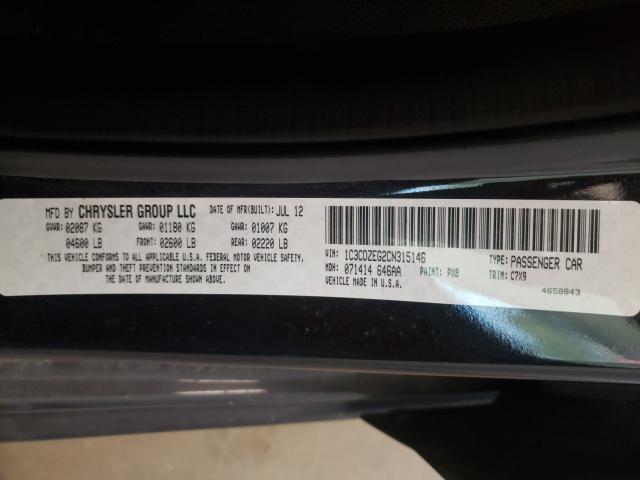 MFD BY CHRYSLER GROUP LLC DATE OF MFR(BUILT): JUL 12
GVWR: 02087 KG GAWR: 01180 KG GAWR: 01007 KG
04600 LB FRONT: 02600 LB REAR: 02220 LB
THIS VEHICLE CONFORMS TO ALL APPLICABLE U.S.A. FEDERAL MOTOR VEHICLE SAFETY,
BUMPER AND THEFT PREVENTION STANDARDS IN EFFECT ON
THE DATE OF MANUFACTURE SHOWN ABOVE.
VIN: 1C3CDZEG2CN315146 TYPE: PASSENGER CAR
MDH: 071414 646AA PAINT: PX8 TRIM: C7X9
VEHICLE MADE IN U.S.A.
4658843